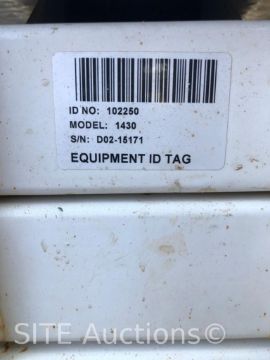 ID NO: 102250
MODEL: 1430
S/N: D02-15171
EQUIPMENT ID TAG
SITE Auctions